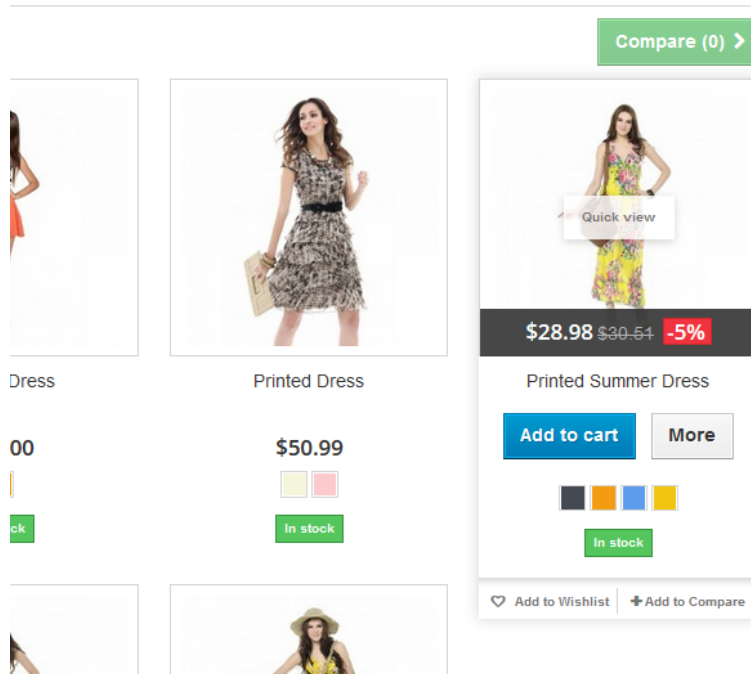 Compare (0)
Quick view
$28.98 $30.51 -5%
Dress
Printed Dress
Printed Summer Dress
00
$50.99
Add to cart
More
ck
In stock
In stock
Add to Wishlist
Add to Compare